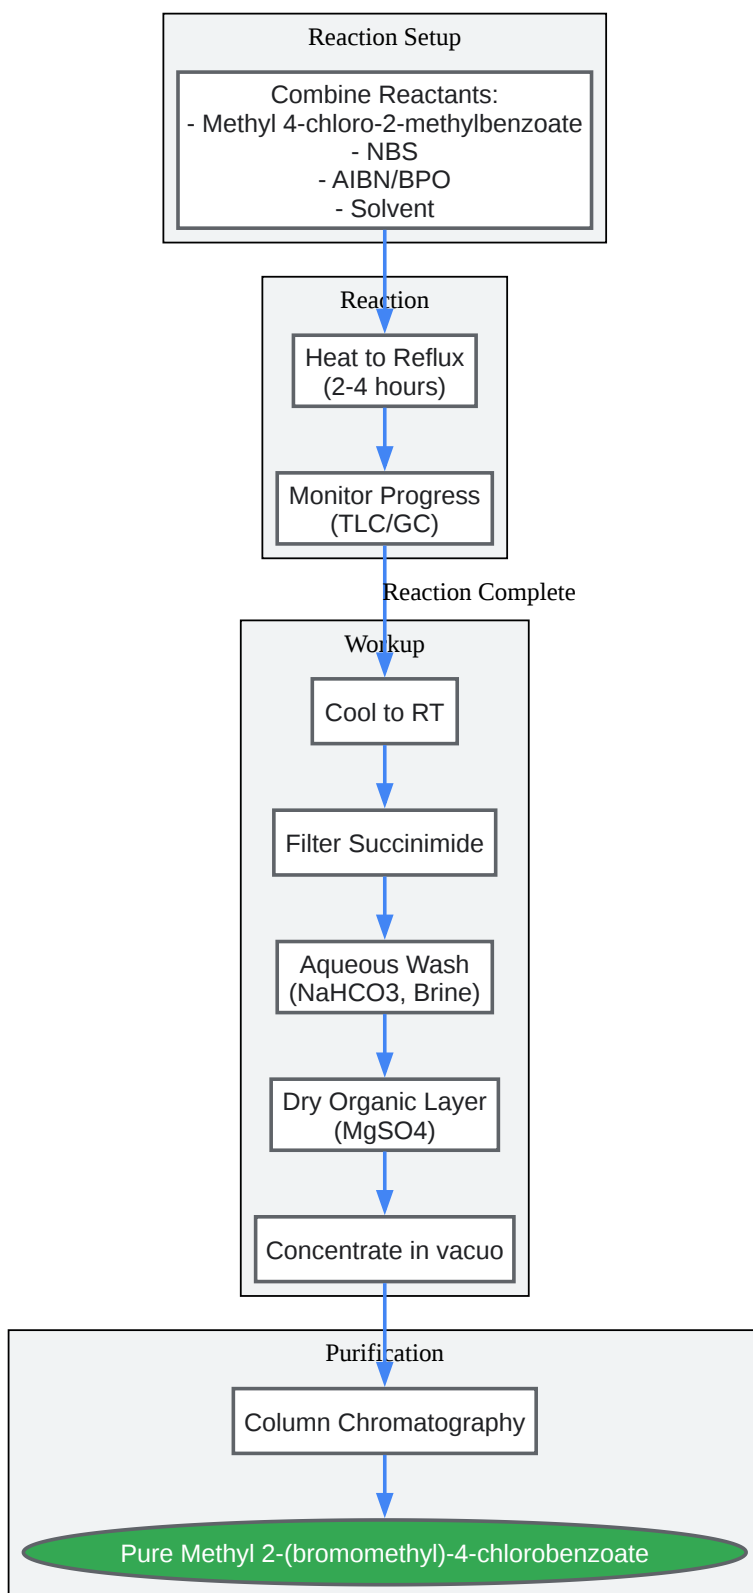 Reaction Setup
Combine Reactants:
- Methyl 4-chloro-2-methylbenzoate
- NBS
- AIBN/BPO
- Solvent
Reaction
Heat to Reflux
(2-4 hours)
Monitor Progress
(TLC/GC)
Reaction Complete
Workup
Cool to RT
Filter Succinimide
Aqueous Wash
(NaHCO3, Brine)
Dry Organic Layer
(MgSO4)
Concentrate in vacuo
Purification
Column Chromatography
Pure Methyl 2-(bromomethyl)-4-chlorobenzoate